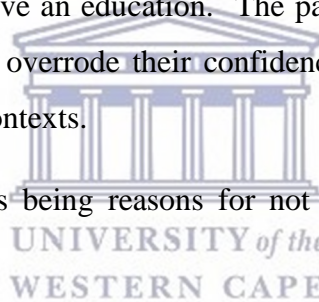 ve an education. The pa
overrode their confidenc
ontexts.
s being reasons for not
UNIVERSITY of the
WESTERN CAPE